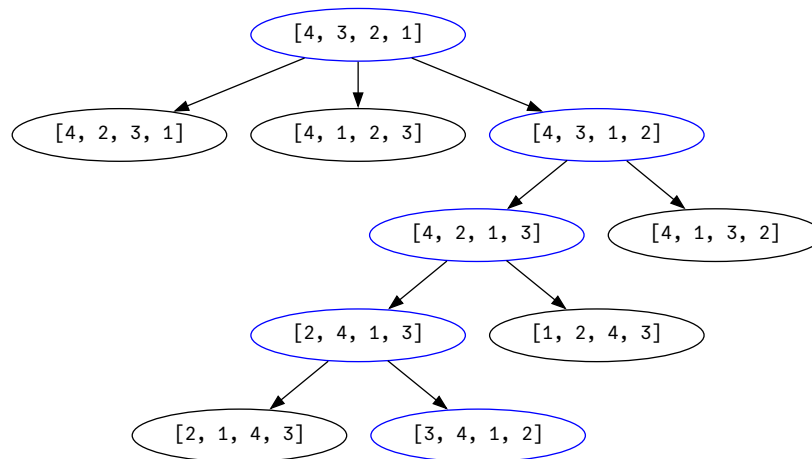 [4, 3, 2, 1]
[4, 2, 3, 1]
[4, 1, 2, 3]
[4, 3, 1, 2]
[4, 2, 1, 3]
[4, 1, 3, 2]
[2, 4, 1, 3]
[1, 2, 4, 3]
[2, 1, 4, 3]
[3, 4, 1, 2]